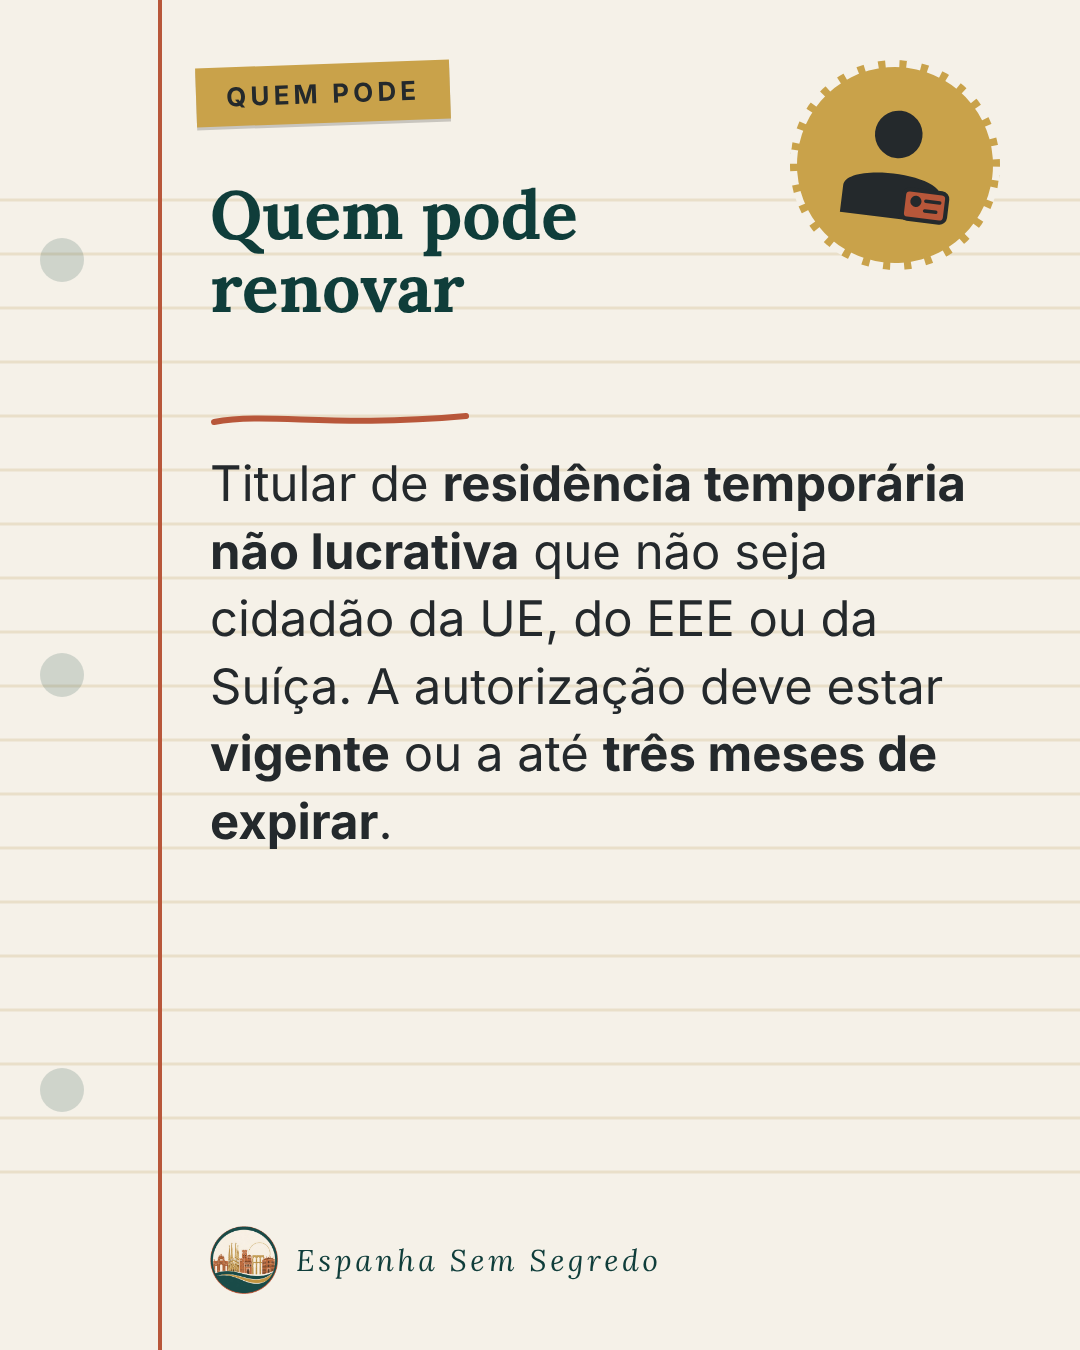 QUEM PODE
Quem pode
renovar
Titular de residência temporária
não lucrativa que não seja
cidadão da UE, do EEE ou da
Suíça. A autorização deve estar
vigente ou a até três meses de
expirar.
Espanha Sem Segredo